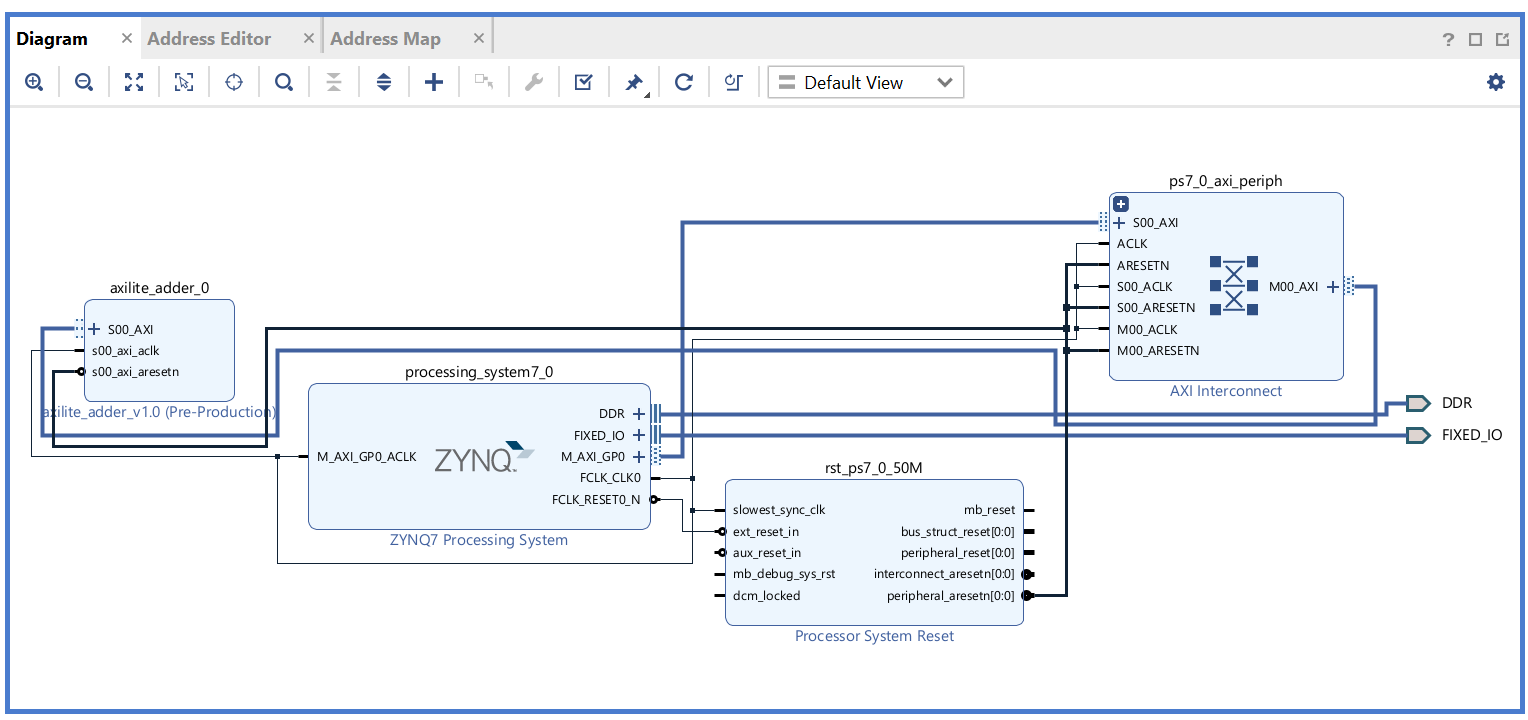 Diagram
Address Editor
Address Map
?
Default View
ps7_0_axi_periph
S00_AXI
ACLK
ARESETN
S00_ACLK
M00_AXI
S00_ARESETN
M00_ACLK
M00_ARESETN
AXI Interconnect
axilite_adder_0
S00_AXI
s00_axi_aclk
s00_axi_aresetn
axilite_adder_v1.0 (Pre-Production)
processing_system7_0
DDR
FIXED_IO
M_AXI_GP0_ACLK
ZYNQ
M_AXI_GP0
FCLK_CLK0
FCLK_RESET0_N
ZYNQ7 Processing System
DDR
FIXED_IO
rst_ps7_0_50M
slowest_sync_clk
mb_reset
ext_reset_in
bus_struct_reset[0:0]
aux_reset_in
peripheral_reset[0:0]
mb_debug_sys_rst
interconnect_aresetn[0:0]
dcm_locked
peripheral_aresetn[0:0]
Processor System Reset